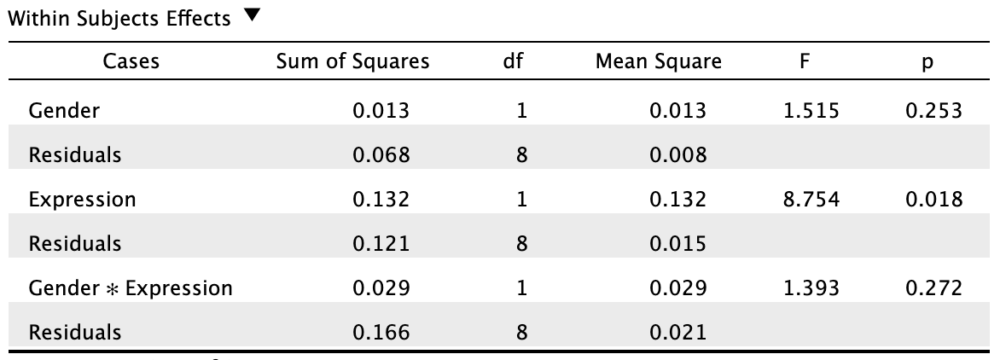 Within Subjects Effects ▼
Cases Sum of Squares df Mean Square F p
Gender 0.013 1 0.013 1.515 0.253
Residuals 0.068 8 0.008
Expression 0.132 1 0.132 8.754 0.018
Residuals 0.121 8 0.015
Gender ∗ Expression 0.029 1 0.029 1.393 0.272
Residuals 0.166 8 0.021